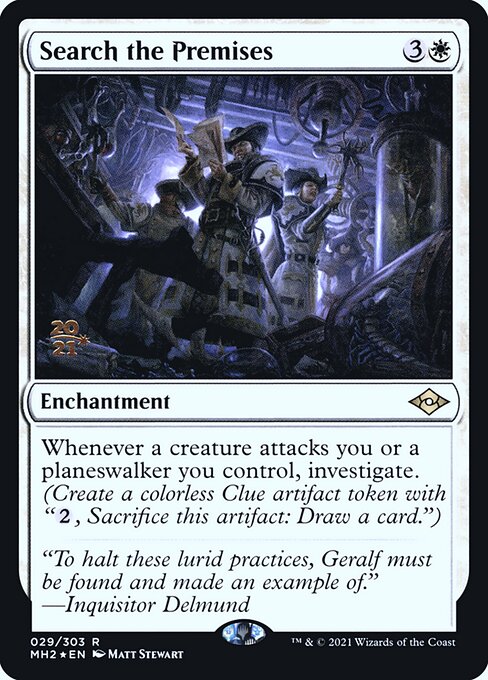 Search the Premises 3
20
21
Enchantment
Whenever a creature attacks you or a
planeswalker you control, investigate.
(Create a colorless Clue artifact token with
“2, Sacrifice this artifact: Draw a card.”)
“To halt these lurid practices, Geralf must
be found and made an example of.”
—Inquisitor Delmund
029/303 R
MH2★EN Matt Stewart
™ & © 2021 Wizards of the Coast